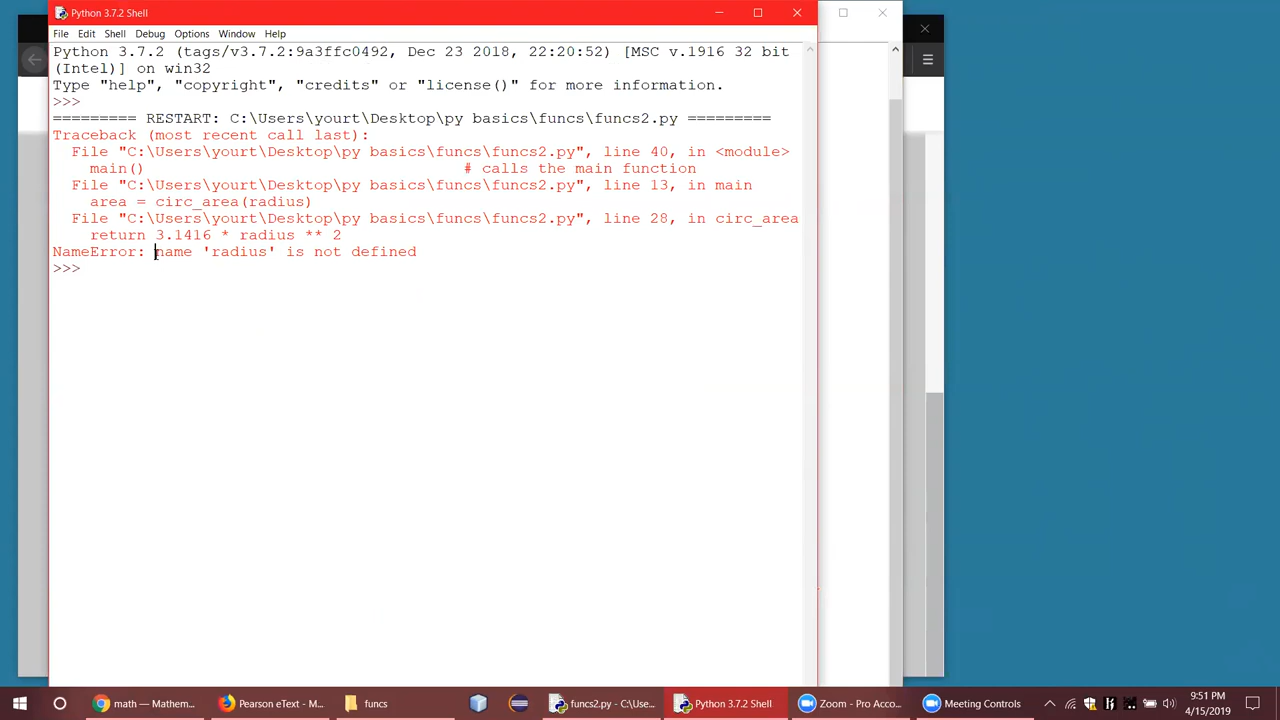 Python 3.7.2 Shell
File Edit Shell Debug Options Window Help
Python 3.7.2 (tags/v3.7.2:9a3ffc0492, Dec 23 2018, 22:20:52) [MSC v.1916 32 bit
(Intel)] on win32
Type "help", "copyright", "credits" or "license()" for more information.
>>>
========= RESTART: C:\Users\yourt\Desktop\py basics\funcs\funcs2.py =========
Traceback (most recent call last):
  File "C:\Users\yourt\Desktop\py basics\funcs\funcs2.py", line 40, in <module>
    main()                                  # calls the main function
  File "C:\Users\yourt\Desktop\py basics\funcs\funcs2.py", line 13, in main
    area = circ_area(radius)
  File "C:\Users\yourt\Desktop\py basics\funcs\funcs2.py", line 28, in circ_area
    return 3.1416 * radius ** 2
NameError: name 'radius' is not defined
>>>
math — Mathem... Pearson eText - M... funcs funcs2.py - C:\Use... Python 3.7.2 Shell Zoom - Pro Acco... Meeting Controls 9:51 PM
4/15/2019